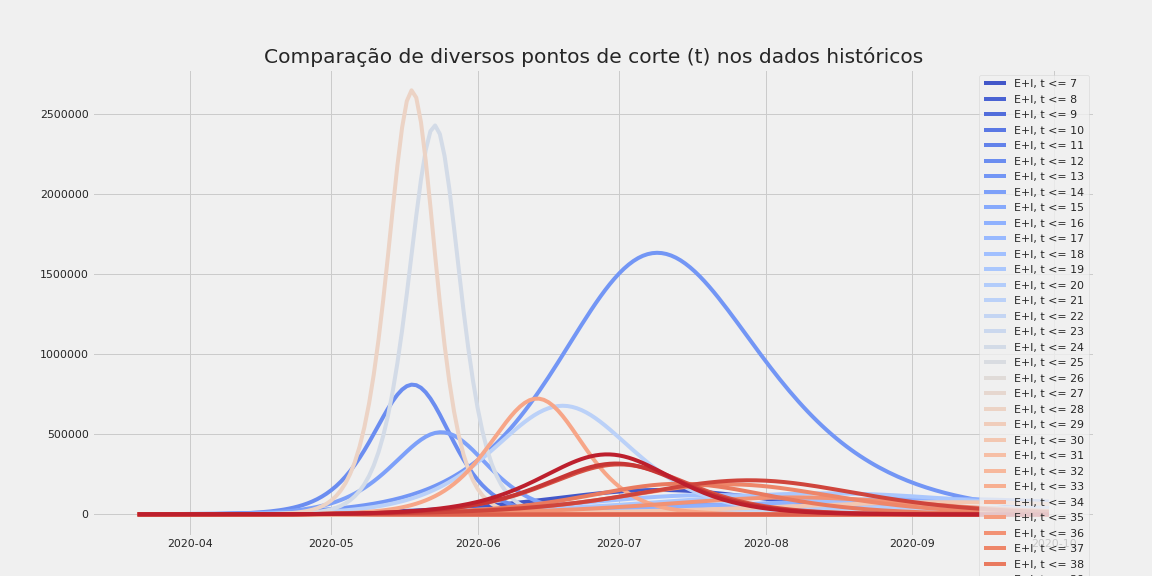 Comparação de diversos pontos de corte (t) nos dados históricos
2500000
2000000
1500000
1000000
500000
0
2020-04
2020-05
2020-06
2020-07
2020-08
2020-09
2020-10
E+I, t <= 7
E+I, t <= 8
E+I, t <= 9
E+I, t <= 10
E+I, t <= 11
E+I, t <= 12
E+I, t <= 13
E+I, t <= 14
E+I, t <= 15
E+I, t <= 16
E+I, t <= 17
E+I, t <= 18
E+I, t <= 19
E+I, t <= 20
E+I, t <= 21
E+I, t <= 22
E+I, t <= 23
E+I, t <= 24
E+I, t <= 25
E+I, t <= 26
E+I, t <= 27
E+I, t <= 28
E+I, t <= 29
E+I, t <= 30
E+I, t <= 31
E+I, t <= 32
E+I, t <= 33
E+I, t <= 34
E+I, t <= 35
E+I, t <= 36
E+I, t <= 37
E+I, t <= 38